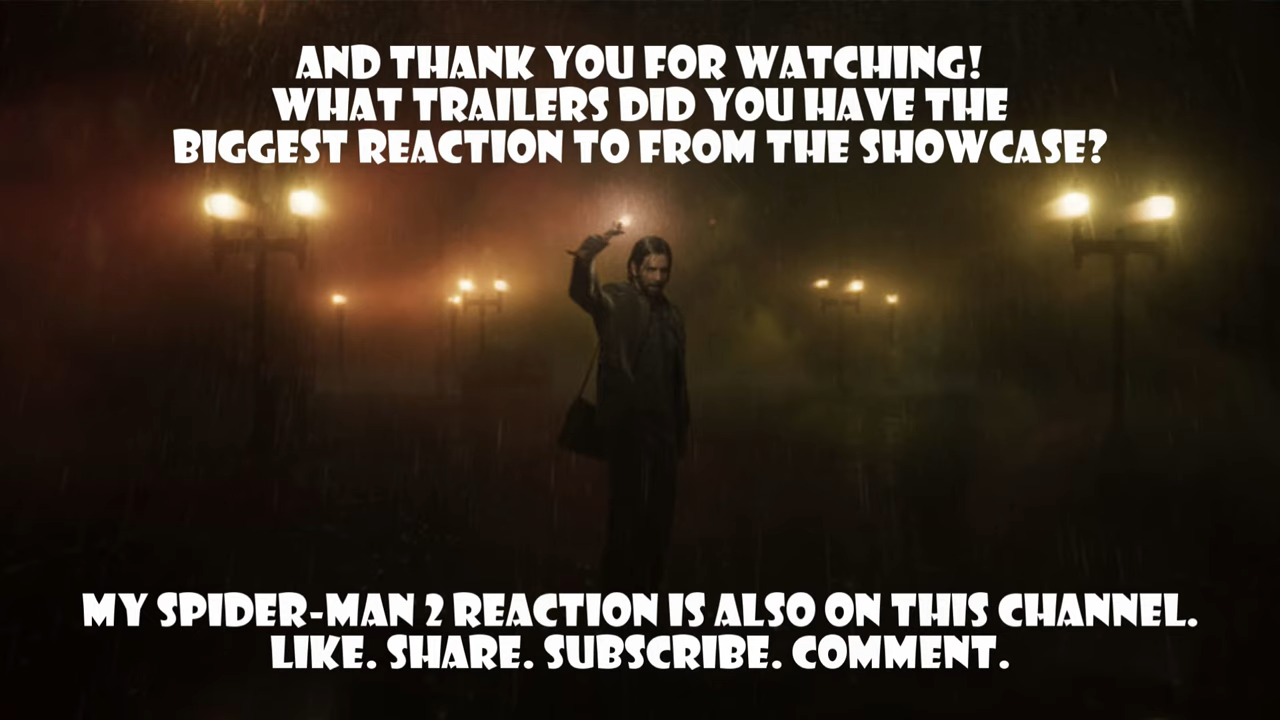 AND THANK YOU FOR WATCHING!
WHAT TRAILERS DID YOU HAVE THE
BIGGEST REACTION TO FROM THE SHOWCASE?
MY SPIDER-MAN 2 REACTION IS ALSO ON THIS CHANNEL.
LIKE. SHARE. SUBSCRIBE. COMMENT.